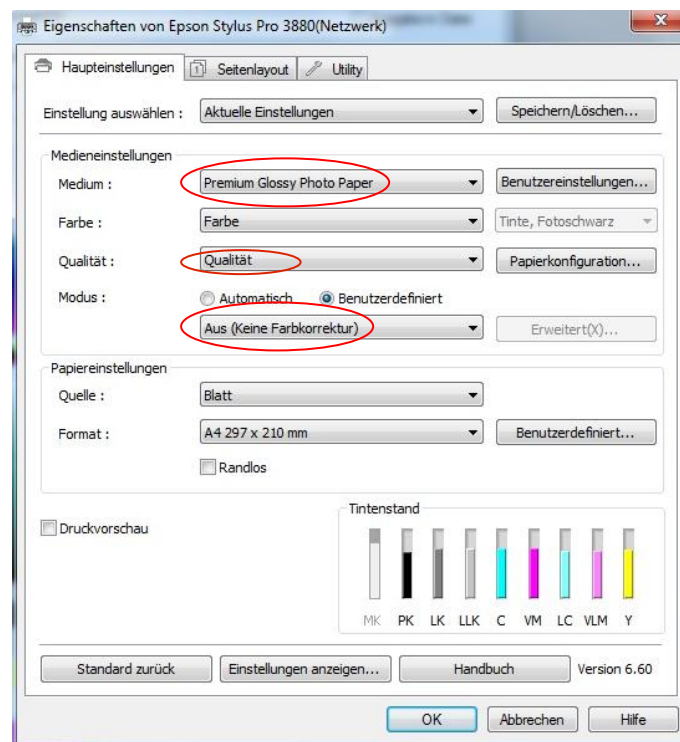 Eigenschaften von Epson Stylus Pro 3880(Netzwerk)
Haupteinstellungen Seitenlayout Utility
Einstellung auswählen : Aktuelle Einstellungen Speichern/Löschen...
Medieneinstellungen
Medium : Premium Glossy Photo Paper Benutzereinstellungen...
Farbe : Farbe Tinte, Fotoschwarz
Qualität : Qualität Papierkonfiguration...
Modus : Automatisch Benutzerdefiniert
Aus (Keine Farbkorrektur) Erweitert(X)...
Papiereinstellungen
Quelle : Blatt
Format : A4 297 x 210 mm Benutzerdefiniert...
Randlos
Druckvorschau
Tintenstand
MK PK LK LLK C VM LC VLM Y
Standard zurück Einstellungen anzeigen... Handbuch Version 6.60
OK Abbrechen Hilfe